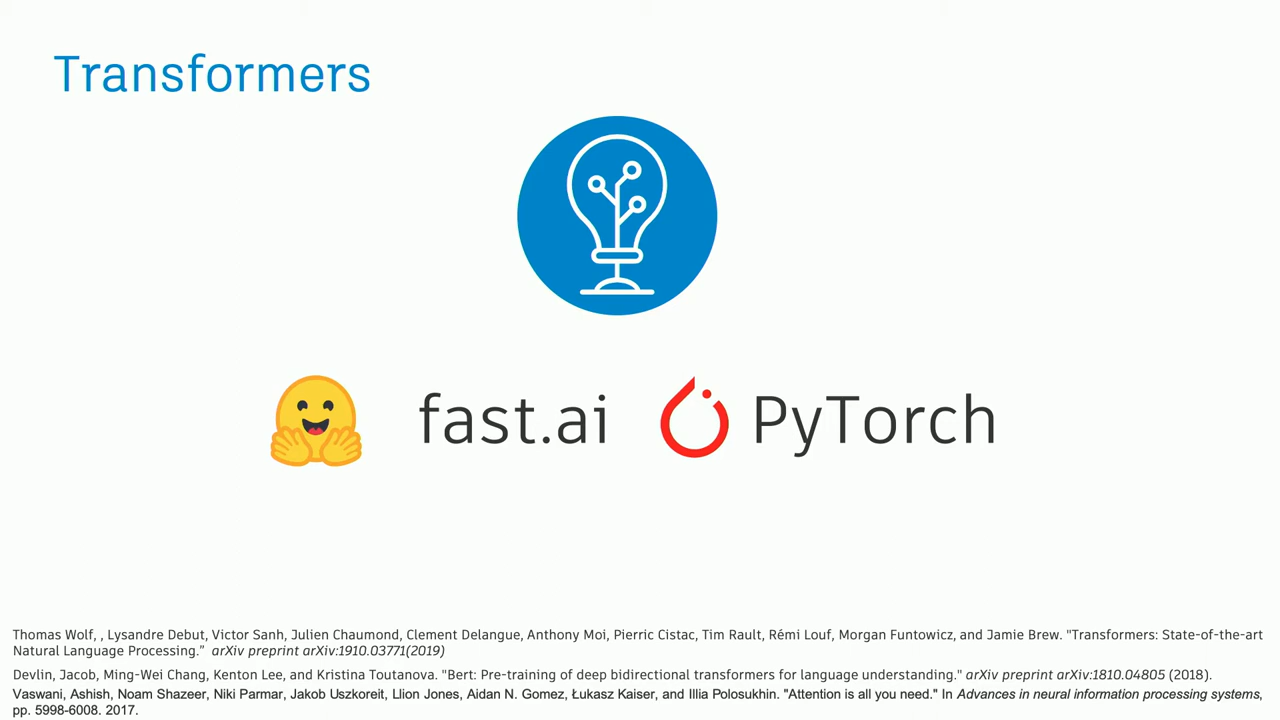 Transformers
fast.ai PyTorch
Thomas Wolf, , Lysandre Debut, Victor Sanh, Julien Chaumond, Clement Delangue, Anthony Moi, Pierric Cistac, Tim Rault, Rémi Louf, Morgan Funtowicz, and Jamie Brew. "Transformers: State-of-the-art
Natural Language Processing.” arXiv preprint arXiv:1910.03771(2019)
Devlin, Jacob, Ming-Wei Chang, Kenton Lee, and Kristina Toutanova. "Bert: Pre-training of deep bidirectional transformers for language understanding." arXiv preprint arXiv:1810.04805 (2018).
Vaswani, Ashish, Noam Shazeer, Niki Parmar, Jakob Uszkoreit, Llion Jones, Aidan N. Gomez, Łukasz Kaiser, and Illia Polosukhin. "Attention is all you need." In Advances in neural information processing systems,
pp. 5998-6008. 2017.